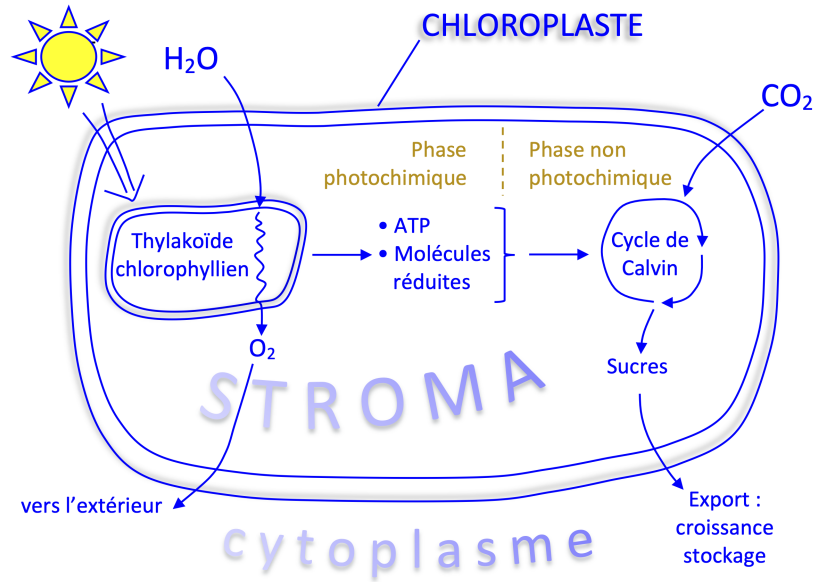 CHLOROPLASTE
H₂O
CO₂
Phase
photochimique
Phase non
photochimique
Thylakoïde
chlorophyllien
• ATP
• Molécules
réduites
Cycle de
Calvin
O₂
Sucres
STROMA
vers l’extérieur
Export :
croissance
stockage
cytoplasme